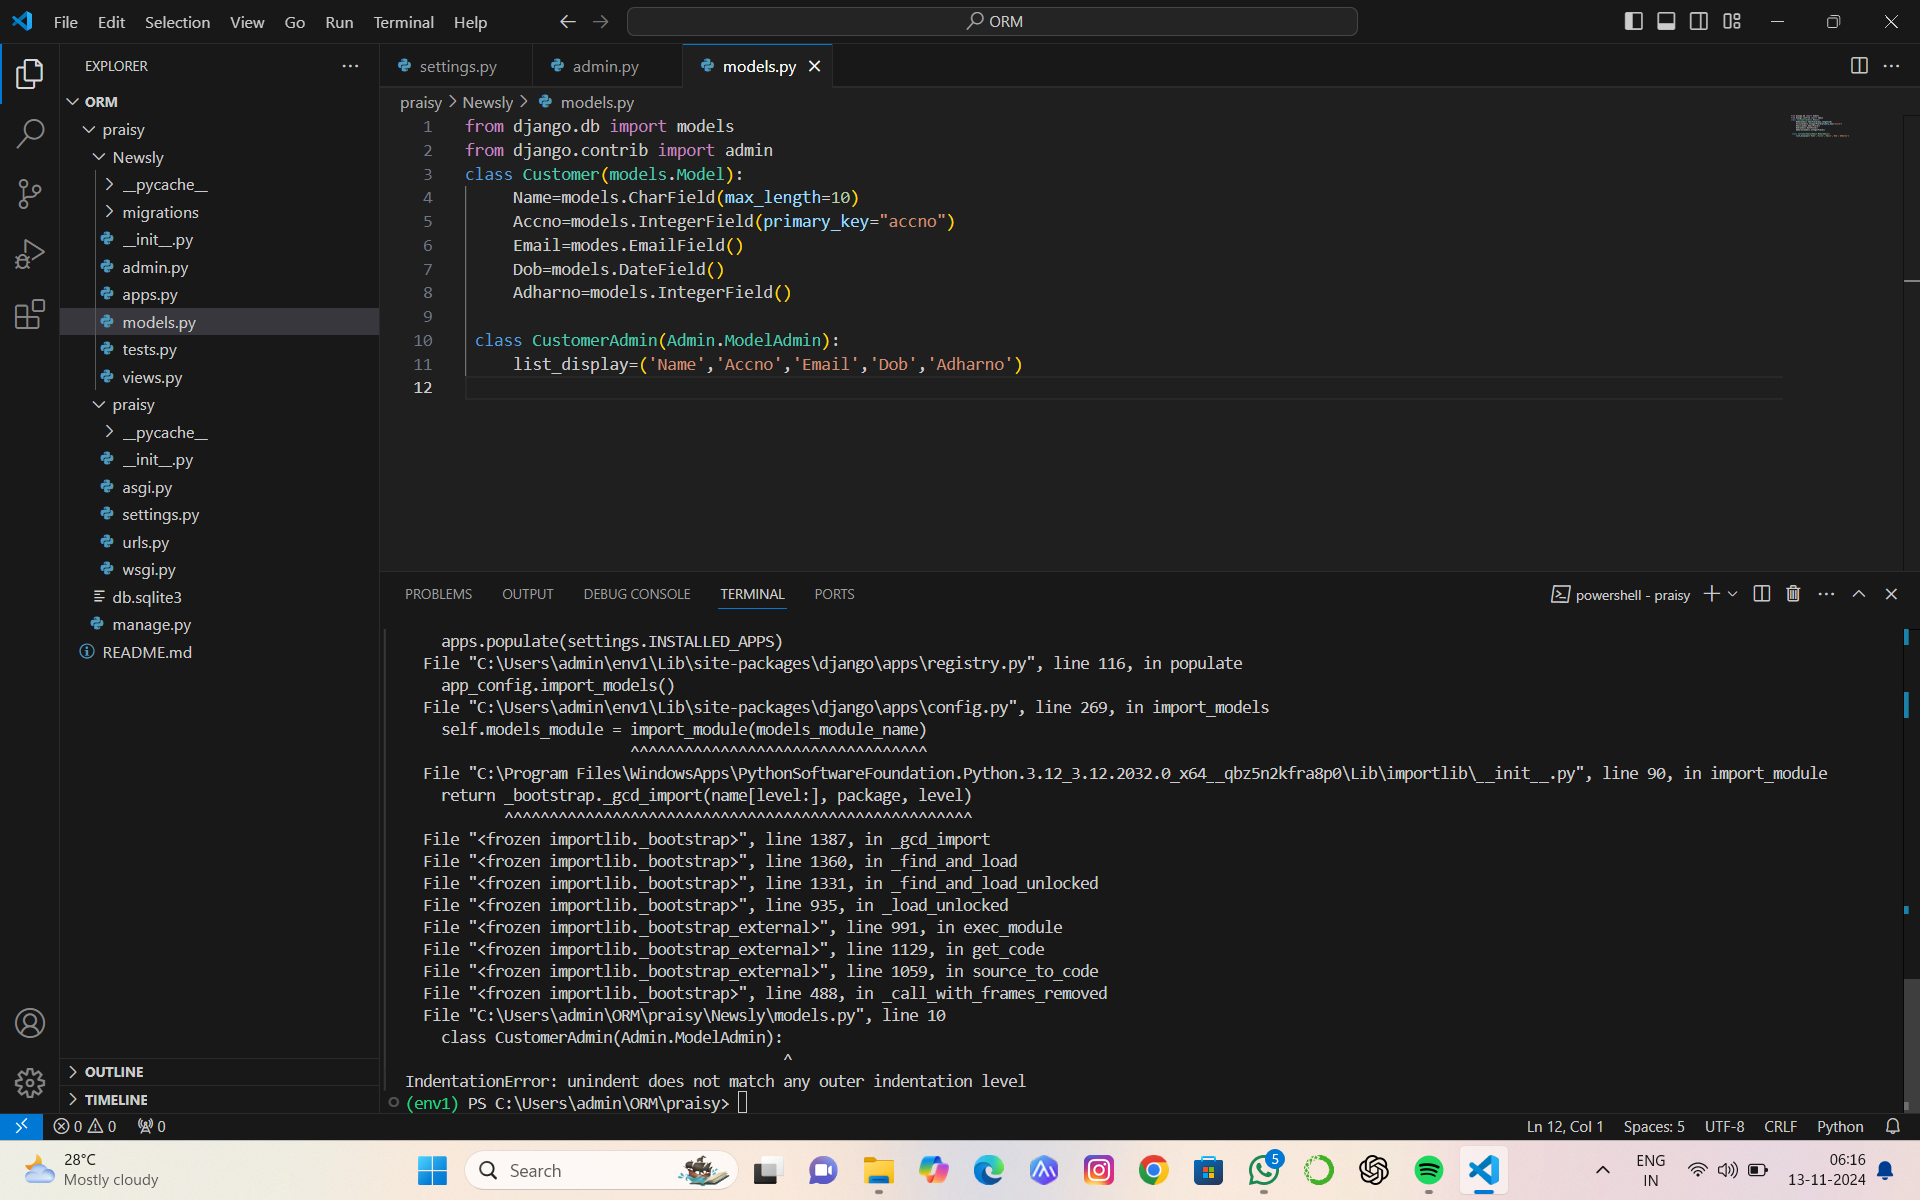 File Edit Selection View Go Run Terminal Help
ORM
EXPLORER
ORM
praisy
Newsly
__pycache__
migrations
__init__.py
admin.py
apps.py
models.py
tests.py
views.py
praisy
__pycache__
__init__.py
asgi.py
settings.py
urls.py
wsgi.py
db.sqlite3
manage.py
README.md
OUTLINE
TIMELINE
settings.py admin.py models.py
praisy > Newsly > models.py
1 from django.db import models
2 from django.contrib import admin
3 class Customer(models.Model):
4 Name=models.CharField(max_length=10)
5 Accno=models.IntegerField(primary_key="accno")
6 Email=modes.EmailField()
7 Dob=models.DateField()
8 Adharno=models.IntegerField()
9
10 class CustomerAdmin(Admin.ModelAdmin):
11 list_display=('Name','Accno','Email','Dob','Adharno')
12
PROBLEMS OUTPUT DEBUG CONSOLE TERMINAL PORTS
powershell - praisy
apps.populate(settings.INSTALLED_APPS)
File "C:\Users\admin\env1\Lib\site-packages\django\apps\registry.py", line 116, in populate
app_config.import_models()
File "C:\Users\admin\env1\Lib\site-packages\django\apps\config.py", line 269, in import_models
self.models_module = import_module(models_module_name)
^^^^^^^^^^^^^^^^^^^^^^^^^^^^^^^^^
File "C:\Program Files\WindowsApps\PythonSoftwareFoundation.Python.3.12_3.12.2032.0_x64__qbz5n2kfra8p0\Lib\importlib\__init__.py", line 90, in import_module
return _bootstrap._gcd_import(name[level:], package, level)
^^^^^^^^^^^^^^^^^^^^^^^^^^^^^^^^^^^^^^^^^^^^^^^^^^^^
File "<frozen importlib._bootstrap>", line 1387, in _gcd_import
File "<frozen importlib._bootstrap>", line 1360, in _find_and_load
File "<frozen importlib._bootstrap>", line 1331, in _find_and_load_unlocked
File "<frozen importlib._bootstrap>", line 935, in _load_unlocked
File "<frozen importlib._bootstrap_external>", line 991, in exec_module
File "<frozen importlib._bootstrap_external>", line 1129, in get_code
File "<frozen importlib._bootstrap_external>", line 1059, in source_to_code
File "<frozen importlib._bootstrap>", line 488, in _call_with_frames_removed
File "C:\Users\admin\ORM\praisy\Newsly\models.py", line 10
class CustomerAdmin(Admin.ModelAdmin):
^
IndentationError: unindent does not match any outer indentation level
(env1) PS C:\Users\admin\ORM\praisy>
0 0 0
Ln 12, Col 1 Spaces: 5 UTF-8 CRLF Python
28°C
Mostly cloudy
Search
5
ENG
IN
06:16
13-11-2024